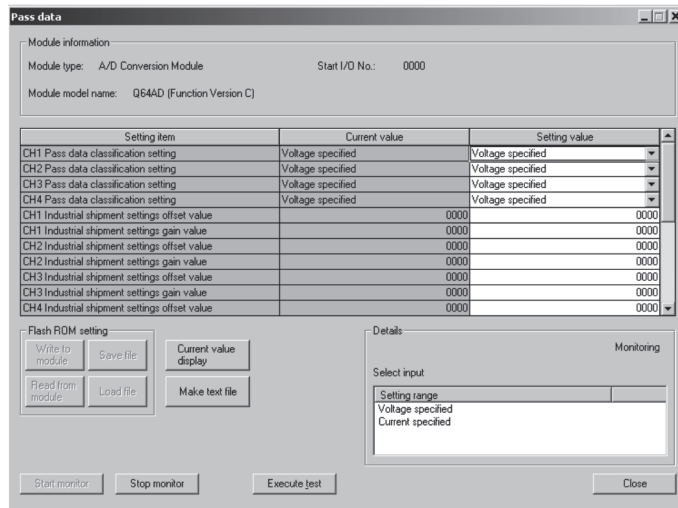 Pass data
Module information
Module type: A/D Conversion Module Start I/O No.: 0000
Module model name: Q64AD (Function Version C)
Setting item Current value Setting value
CH1 Pass data classification setting Voltage specified Voltage specified
CH2 Pass data classification setting Voltage specified Voltage specified
CH3 Pass data classification setting Voltage specified Voltage specified
CH4 Pass data classification setting Voltage specified Voltage specified
CH1 Industrial shipment settings offset value 0000 0000
CH1 Industrial shipment settings gain value 0000 0000
CH2 Industrial shipment settings offset value 0000 0000
CH2 Industrial shipment settings gain value 0000 0000
CH3 Industrial shipment settings offset value 0000 0000
CH3 Industrial shipment settings gain value 0000 0000
CH4 Industrial shipment settings offset value 0000 0000
Flash ROM setting
Write to module
Save file
Read from module
Load file
Current value display
Make text file
Details
Monitoring
Select input
Setting range
Voltage specified
Current specified
Start monitor Stop monitor Execute test Close